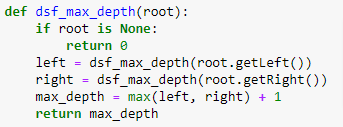 def dsf_max_depth(root):
    if root is None:
        return 0
    left = dsf_max_depth(root.getLeft())
    right = dsf_max_depth(root.getRight())
    max_depth = max(left, right) + 1
    return max_depth